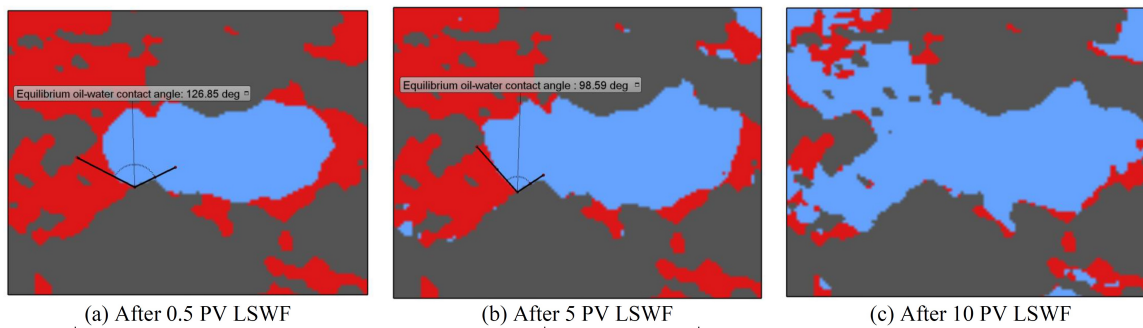 Equilibrium oil-water contact angle: 126.85 deg
Equilibrium oil-water contact angle : 98.59 deg
(a) After 0.5 PV LSWF
(b) After 5 PV LSWF
(c) After 10 PV LSWF